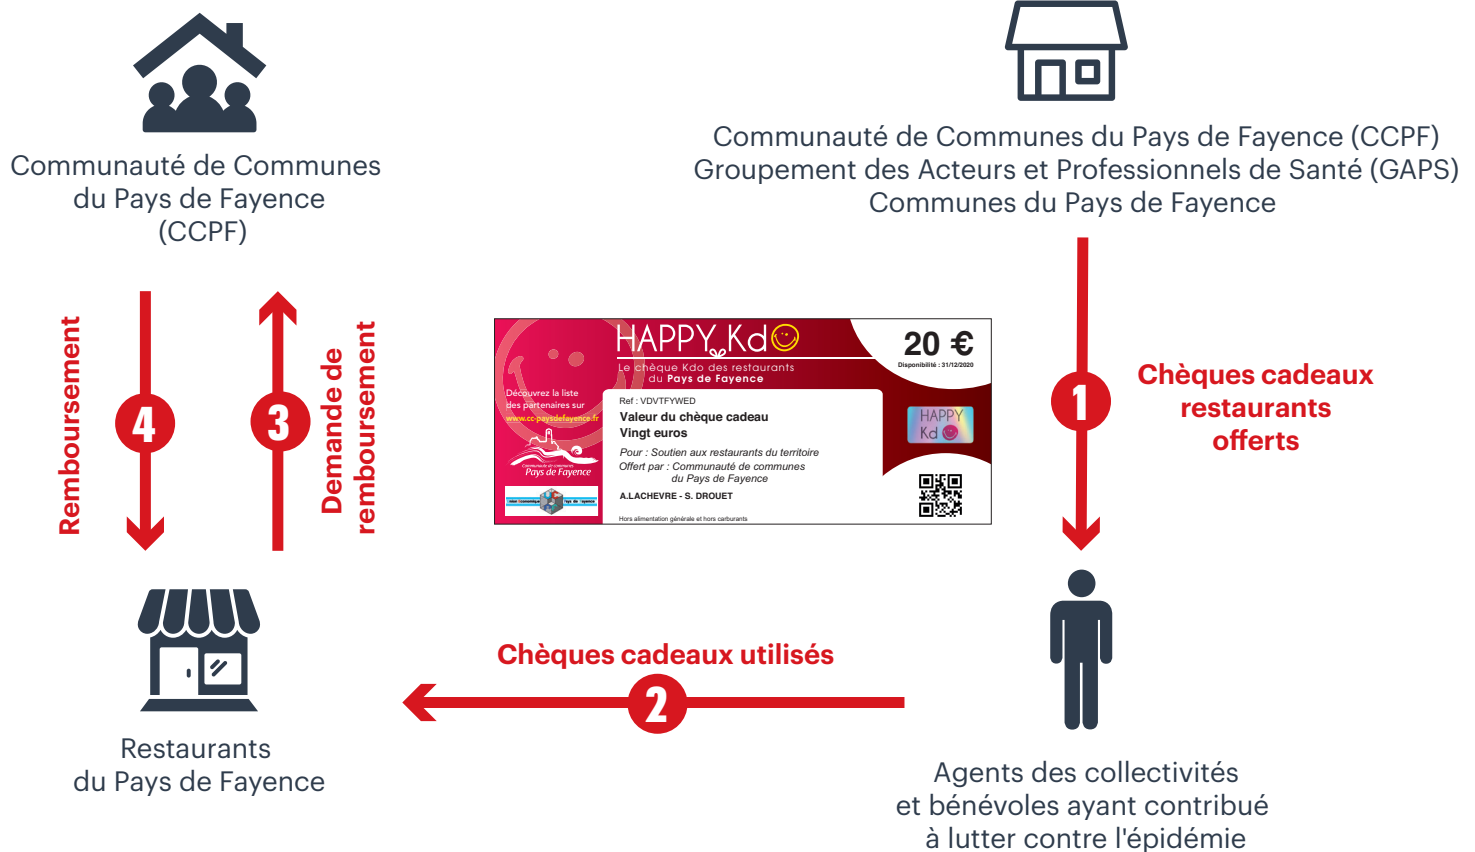 Communauté de Communes
du Pays de Fayence
(CCPF)
Communauté de Communes du Pays de Fayence (CCPF)
Groupement des Acteurs et Professionnels de Santé (GAPS)
Communes du Pays de Fayence
Remboursement
4
3
Demande de
remboursement
HAPPY Kdo
Le chèque Kdo des restaurants
du Pays de Fayence
20 €
Disponibilité : 31/12/2020
Découvrez la liste
des partenaires sur
www.cc-paysdefayence.fr
Communauté de communes
Pays de Fayence
Ref : VDVTFYWED
Valeur du chèque cadeau
Vingt euros
Pour : Soutien aux restaurants du territoire
Offert par : Communauté de communes
du Pays de Fayence
A.LACHEVRE - S. DROUET
Hors alimentation générale et hors carburants
HAPPY
Kd
1
Chèques cadeaux
restaurants
offerts
Chèques cadeaux utilisés
2
Restaurants
du Pays de Fayence
Agents des collectivités
et bénévoles ayant contribué
à lutter contre l'épidémie